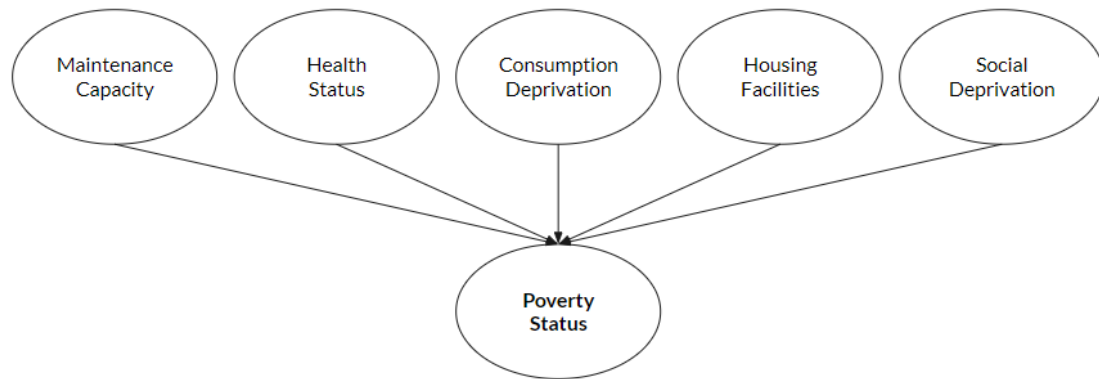 Maintenance
Capacity
Health
Status
Consumption
Deprivation
Housing
Facilities
Social
Deprivation
Poverty
Status